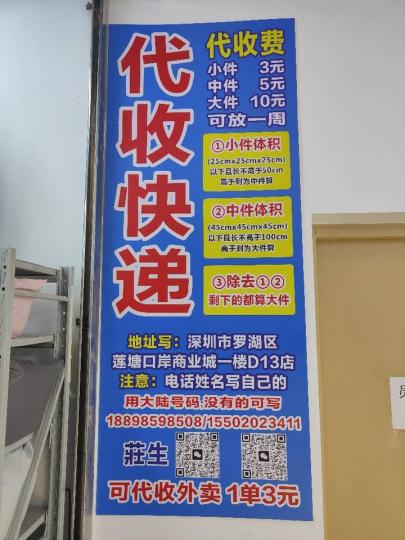 代收快递
代收费
小件 3元
中件 5元
大件 10元
可放一周
①小件体积
(25cmx25cmx25cm)
以下且长不高于50cm
高于则为中件算
②中件体积
(45cmx45cmx45cm)
以下且长不高于100cm
高于则为大件算
③除去①②
剩下的都算大件
地址写：深圳市罗湖区
莲塘口岸商业城一楼D13店
注意：电话姓名写自己的
用大陆号码.没有的可写
18898598508/15502023411
莊生
可代收外卖 1单3元